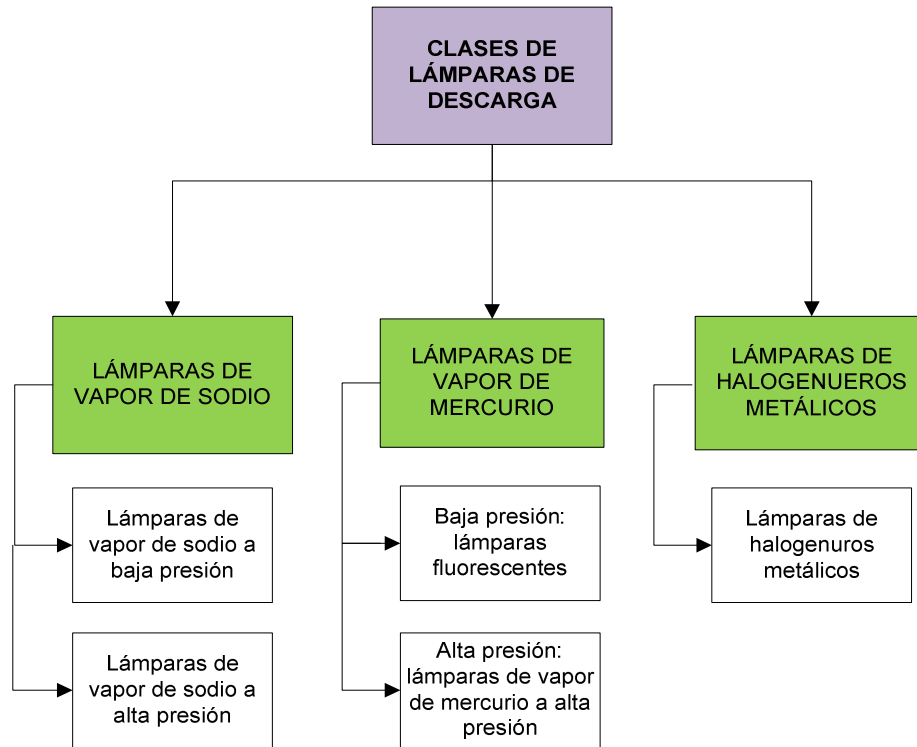 CLASES DE
LÁMPARAS DE
DESCARGA
LÁMPARAS DE
VAPOR DE SODIO
LÁMPARAS DE
VAPOR DE
MERCURIO
LÁMPARAS DE
HALOGENUEROS
METÁLICOS
Lámparas de
vapor de sodio a
baja presión
Baja presión:
lámparas
fluorescentes
Lámparas de
halogenuros
metálicos
Lámparas de
vapor de sodio a
alta presión
Alta presión:
lámparas de vapor
de mercurio a alta
presión